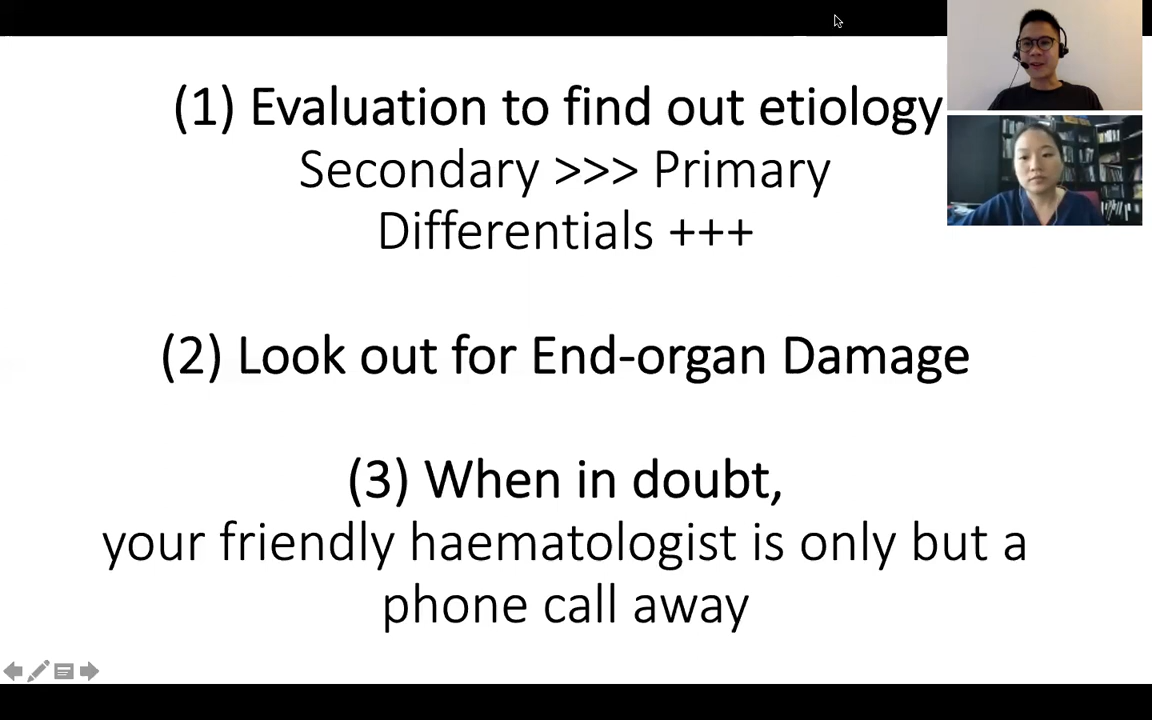 (1) Evaluation to find out etiology
Secondary >>> Primary
Differentials +++
(2) Look out for End-organ Damage
(3) When in doubt,
your friendly haematologist is only but a
phone call away